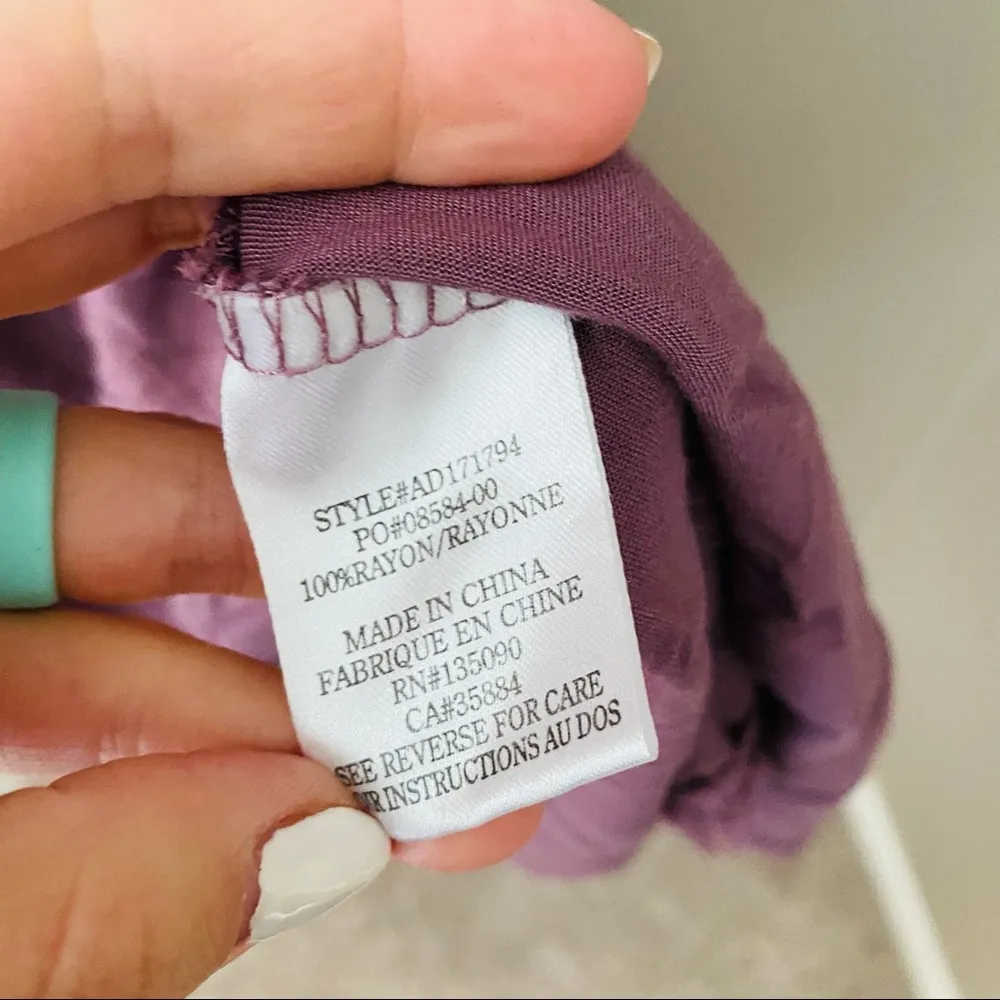 STYLE#AD171794
PO#08584-00
100%RAYON/RAYONNE
MADE IN CHINA
FABRIQUE EN CHINE
RN#135090
CA#35884
SEE REVERSE FOR CARE
INSTRUCTIONS AU DOS